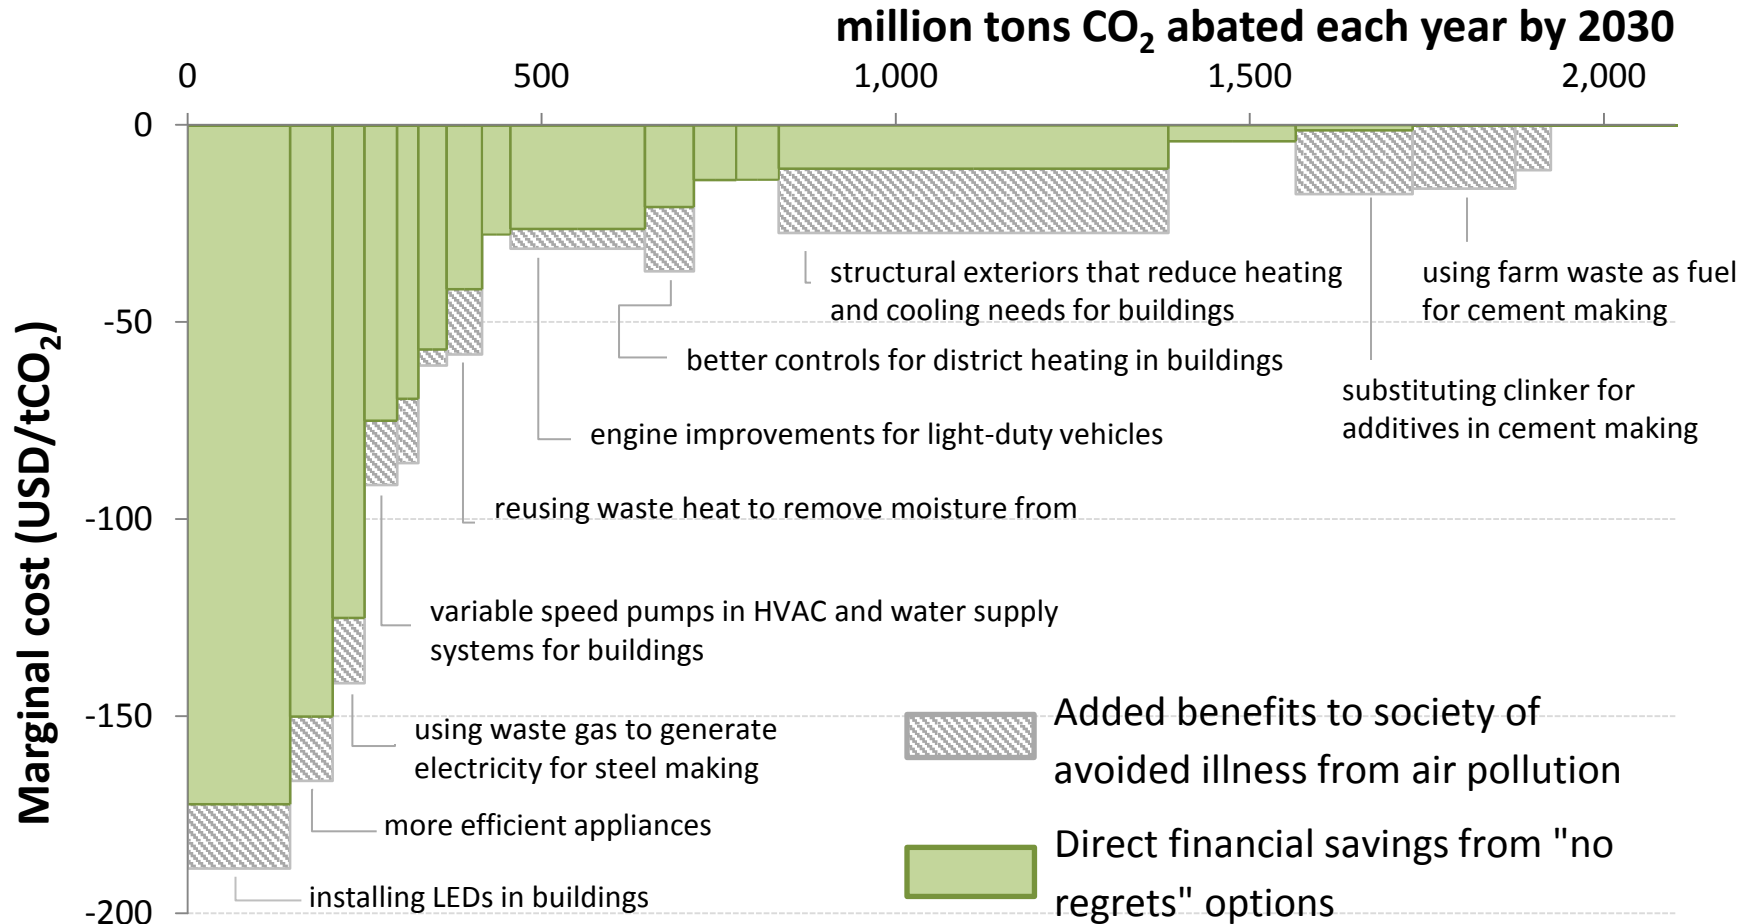 million tons CO₂ abated each year by 2030
0 500 1,000 1,500 2,000
0
-50
-100
-150
-200
Marginal cost (USD/tCO₂)
structural exteriors that reduce heating
and cooling needs for buildings
using farm waste as fuel
for cement making
better controls for district heating in buildings
substituting clinker for
additives in cement making
engine improvements for light-duty vehicles
reusing waste heat to remove moisture from
variable speed pumps in HVAC and water supply
systems for buildings
using waste gas to generate
electricity for steel making
more efficient appliances
installing LEDs in buildings
Added benefits to society of
avoided illness from air pollution
Direct financial savings from "no
regrets" options